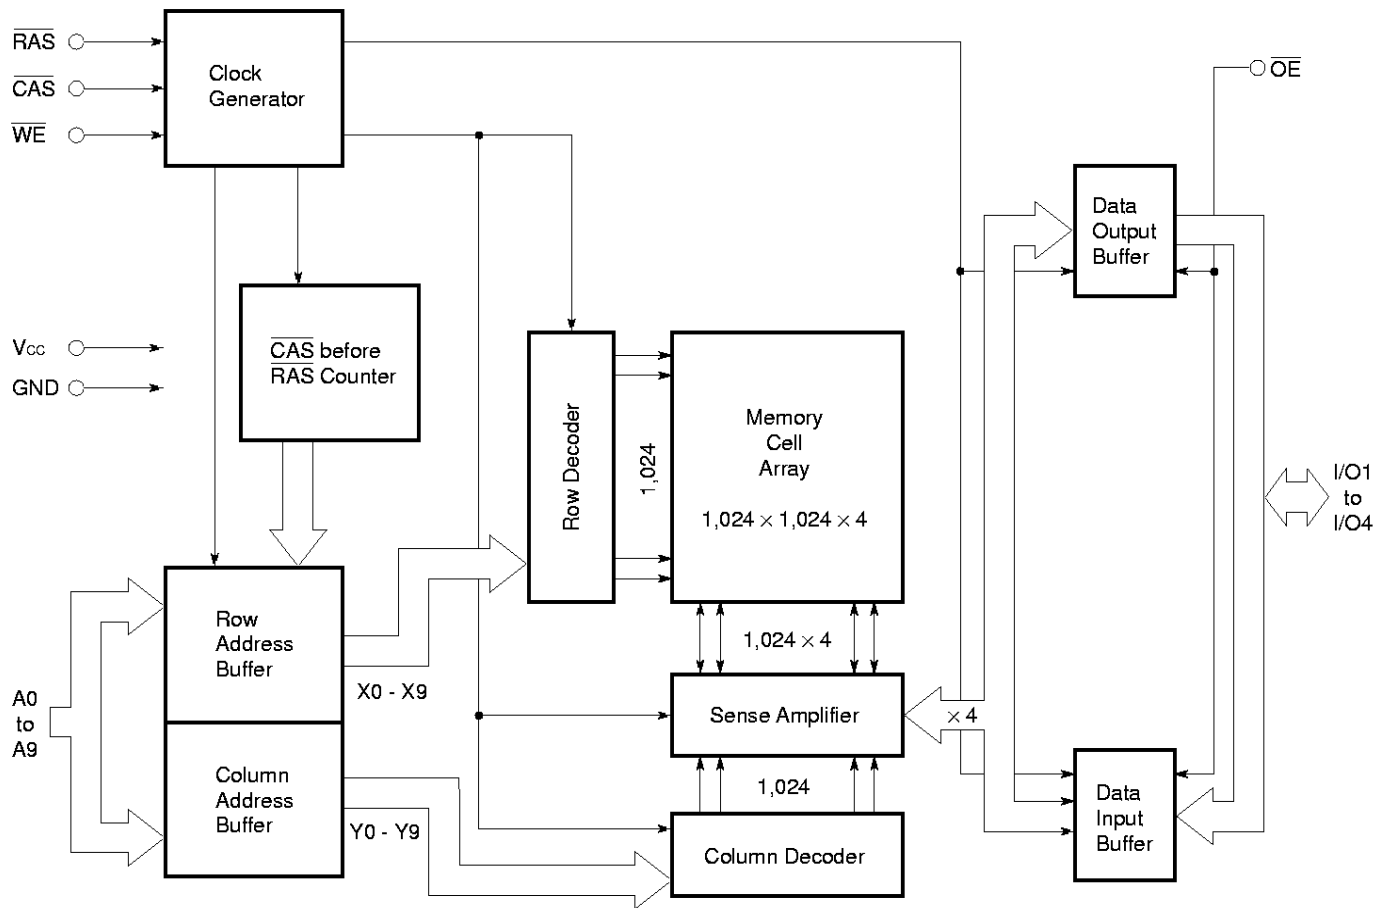 RAS
CAS
WE
Clock
Generator
OE
Data
Output
Buffer
VCC
GND
CAS before
RAS Counter
Row Decoder
1,024
Memory
Cell
Array
1,024 × 1,024 × 4
I/O1
to
I/O4
Row
Address
Buffer
X0 - X9
1,024 × 4
A0
to
A9
Sense Amplifier
× 4
Column
Address
Buffer
Y0 - Y9
1,024
Column Decoder
Data
Input
Buffer